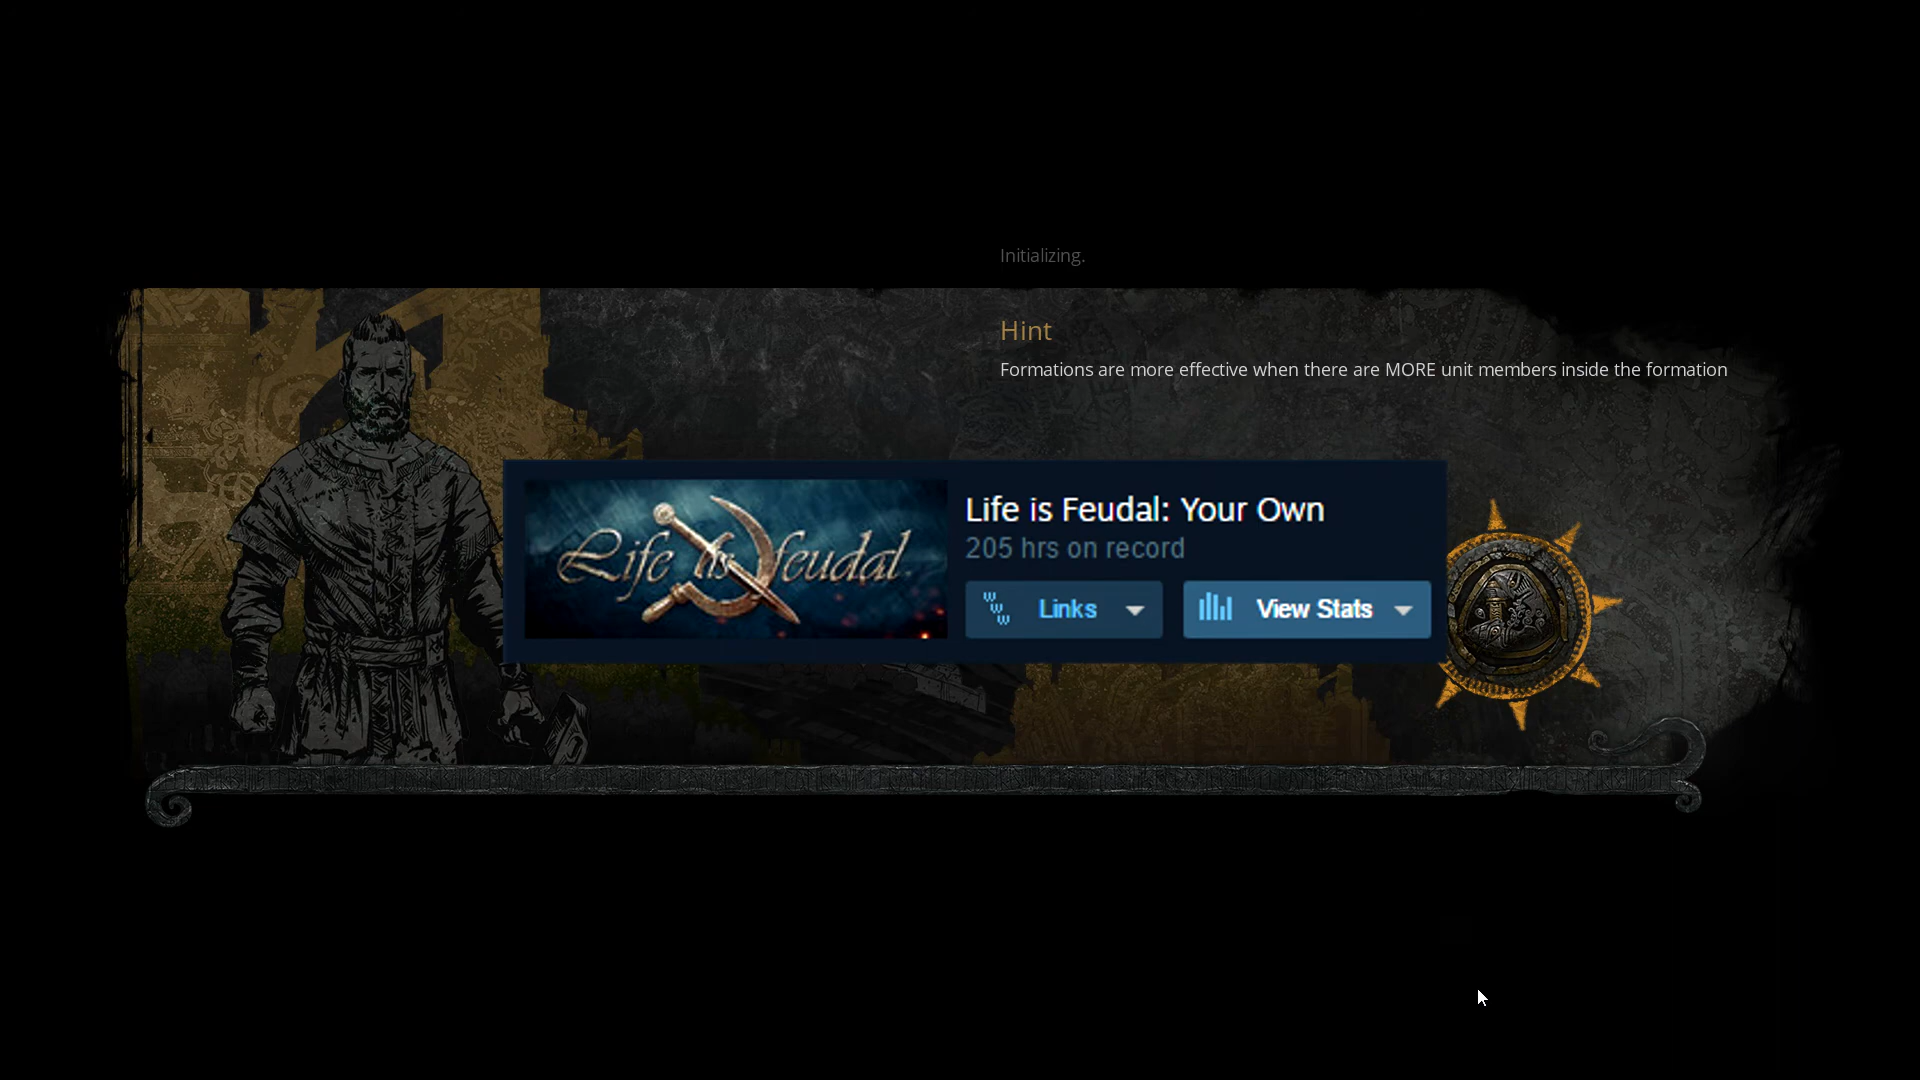 Initializing.
Hint
Formations are more effective when there are MORE unit members inside the formation
Life is feudal
Life is Feudal: Your Own
205 hrs on record
Links
View Stats